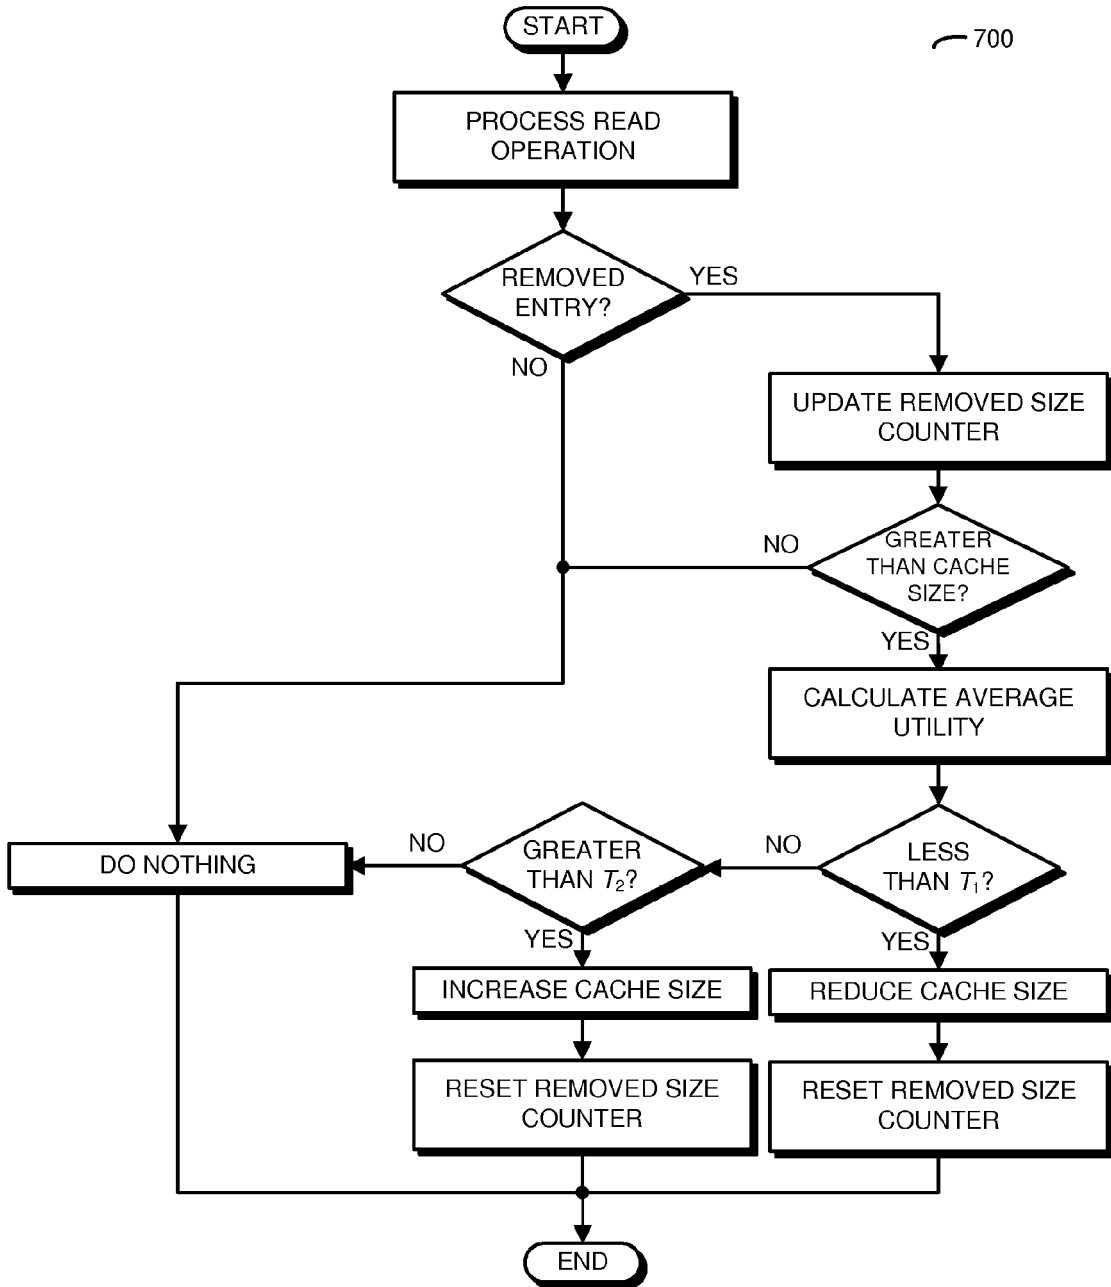 START
700
PROCESS READ
OPERATION
REMOVED
ENTRY?
YES
NO
UPDATE REMOVED SIZE
COUNTER
NO
GREATER
THAN CACHE
SIZE?
YES
CALCULATE AVERAGE
UTILITY
DO NOTHING
NO
GREATER
THAN T₂?
NO
LESS
THAN T₁?
YES
YES
INCREASE CACHE SIZE
REDUCE CACHE SIZE
RESET REMOVED SIZE
COUNTER
RESET REMOVED SIZE
COUNTER
END